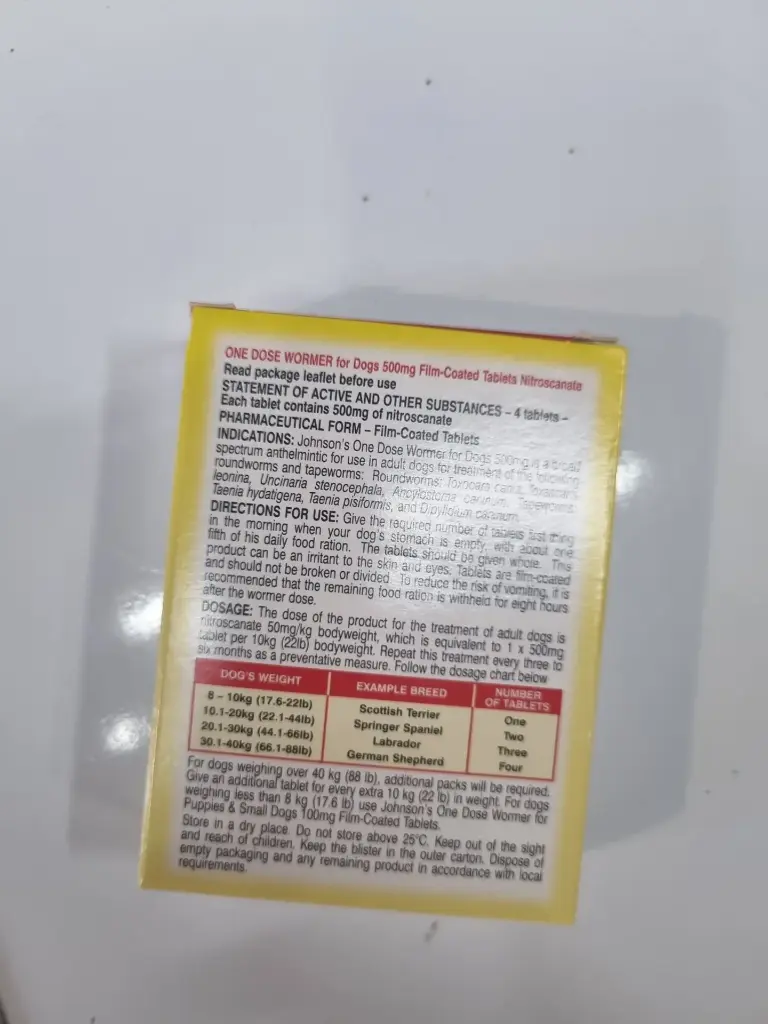 ONE DOSE WORMER for Dogs 500mg Film-Coated Tablets Nitroscanate
Read package leaflet before use
STATEMENT OF ACTIVE AND OTHER SUBSTANCES – 4 tablets –
Each tablet contains 500mg of nitroscanate
PHARMACEUTICAL FORM – Film-Coated Tablets
INDICATIONS: Johnson's One Dose Wormer for Dogs 500mg is a broad
spectrum anthelmintic for use in adult dogs for treatment of the following
roundworms and tapeworms: Roundworms: Toxocara canis, Toxascaris
leonina, Uncinaria stenocephala, Ancylostoma caninum, Tapeworms:
Taenia hydatigena, Taenia pisiformis, and Dipylidium caninum.
DIRECTIONS FOR USE: Give the required number of tablets first thing
in the morning when your dog's stomach is empty, with about one
fifth of his daily food ration. The tablets should be given whole. This
product can be an irritant to the skin and eyes. Tablets are film-coated
and should not be broken or divided. To reduce the risk of vomiting, it is
recommended that the remaining food ration is withheld for eight hours
after the wormer dose.
DOSAGE: The dose of the product for the treatment of adult dogs is
nitroscanate 50mg/kg bodyweight, which is equivalent to 1 x 500mg
tablet per 10kg (22lb) bodyweight. Repeat this treatment every three to
six months as a preventative measure. Follow the dosage chart below
DOG'S WEIGHT EXAMPLE BREED NUMBER OF TABLETS
8 – 10kg (17.6-22lb) Scottish Terrier One
10.1-20kg (22.1-44lb) Springer Spaniel Two
20.1-30kg (44.1-66lb) Labrador Three
30.1-40kg (66.1-88lb) German Shepherd Four
For dogs weighing over 40 kg (88 lb), additional packs will be required.
Give an additional tablet for every extra 10 kg (22 lb) in weight. For dogs
weighing less than 8 kg (17.6 lb) use Johnson's One Dose Wormer for
Puppies & Small Dogs 100mg Film-Coated Tablets.
Store in a dry place. Do not store above 25°C. Keep out of the sight
and reach of children. Keep the blister in the outer carton. Dispose of
empty packaging and any remaining product in accordance with local
requirements.